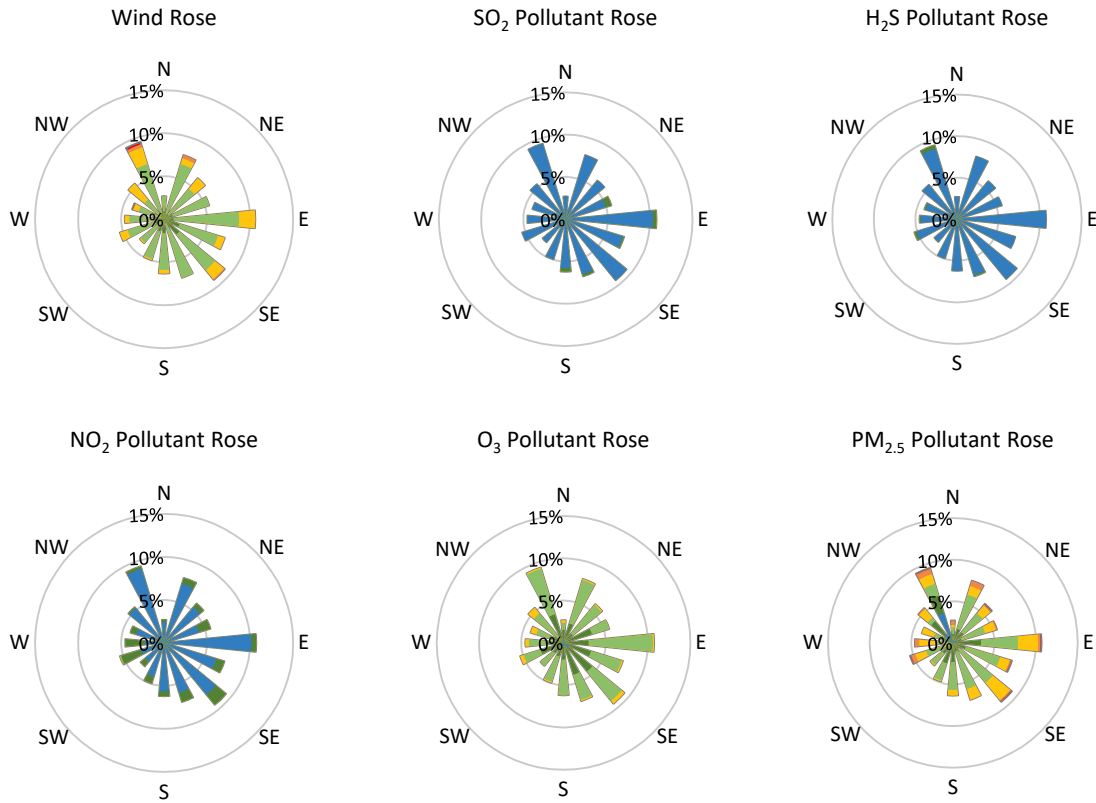 Wind Rose
N
15%
10%
5%
0%
NW
NE
W
E
SW
SE
S
SO₂ Pollutant Rose
N
15%
10%
5%
0%
NW
NE
W
E
SW
SE
S
H₂S Pollutant Rose
N
15%
10%
5%
0%
NW
NE
W
E
SW
SE
S
NO₂ Pollutant Rose
N
15%
10%
5%
0%
NW
NE
W
E
SW
SE
S
O₃ Pollutant Rose
N
15%
10%
5%
0%
NW
NE
W
E
SW
SE
S
PM₂.₅ Pollutant Rose
N
15%
10%
5%
0%
NW
NE
W
E
SW
SE
S